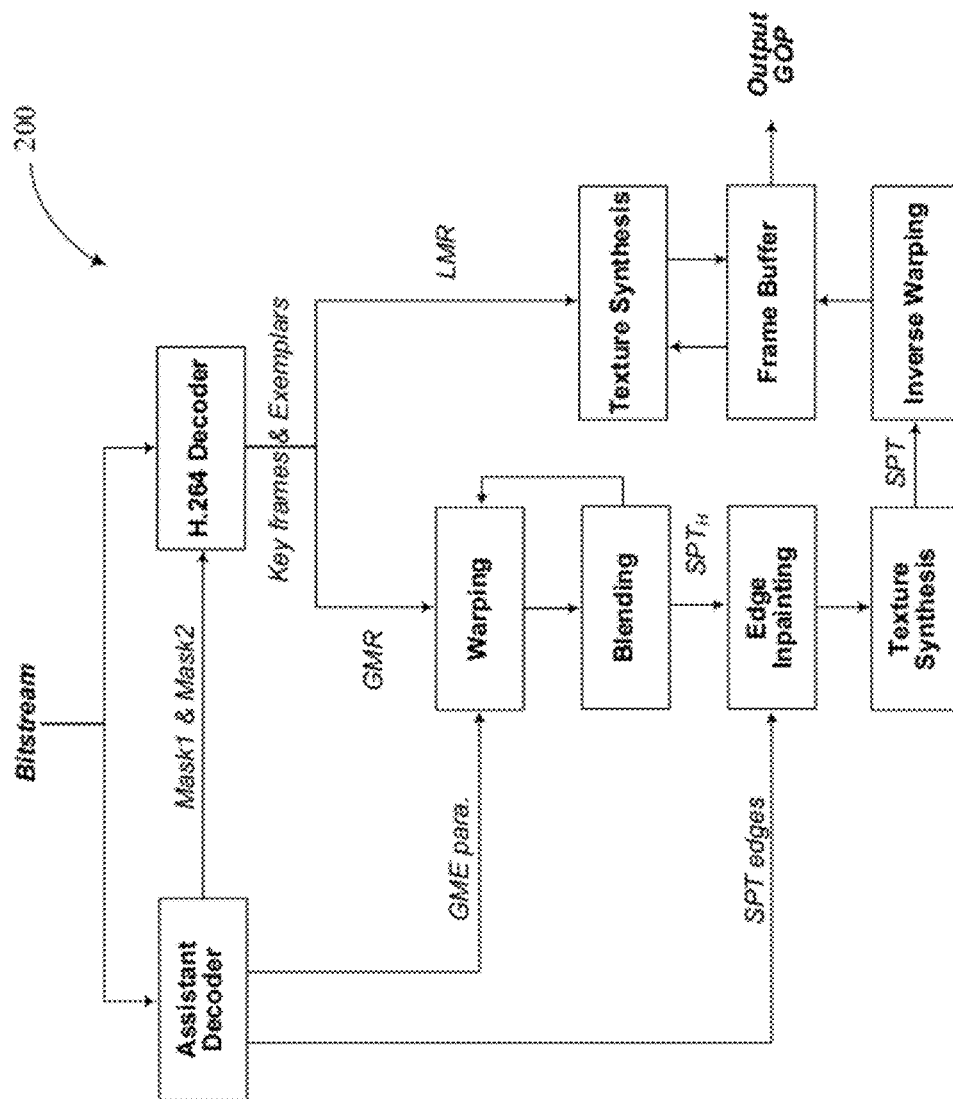 200
Bitstream
Assistant
Decoder
Mask1 & Mask2
H.264 Decoder
Key frames & Exemplars
GME para.
GMR
LMR
SPT edges
Warping
Blending
SPT_H
Edge
Inpainting
Texture
Synthesis
SPT
Inverse Warping
Frame Buffer
Texture Synthesis
Output
GOP